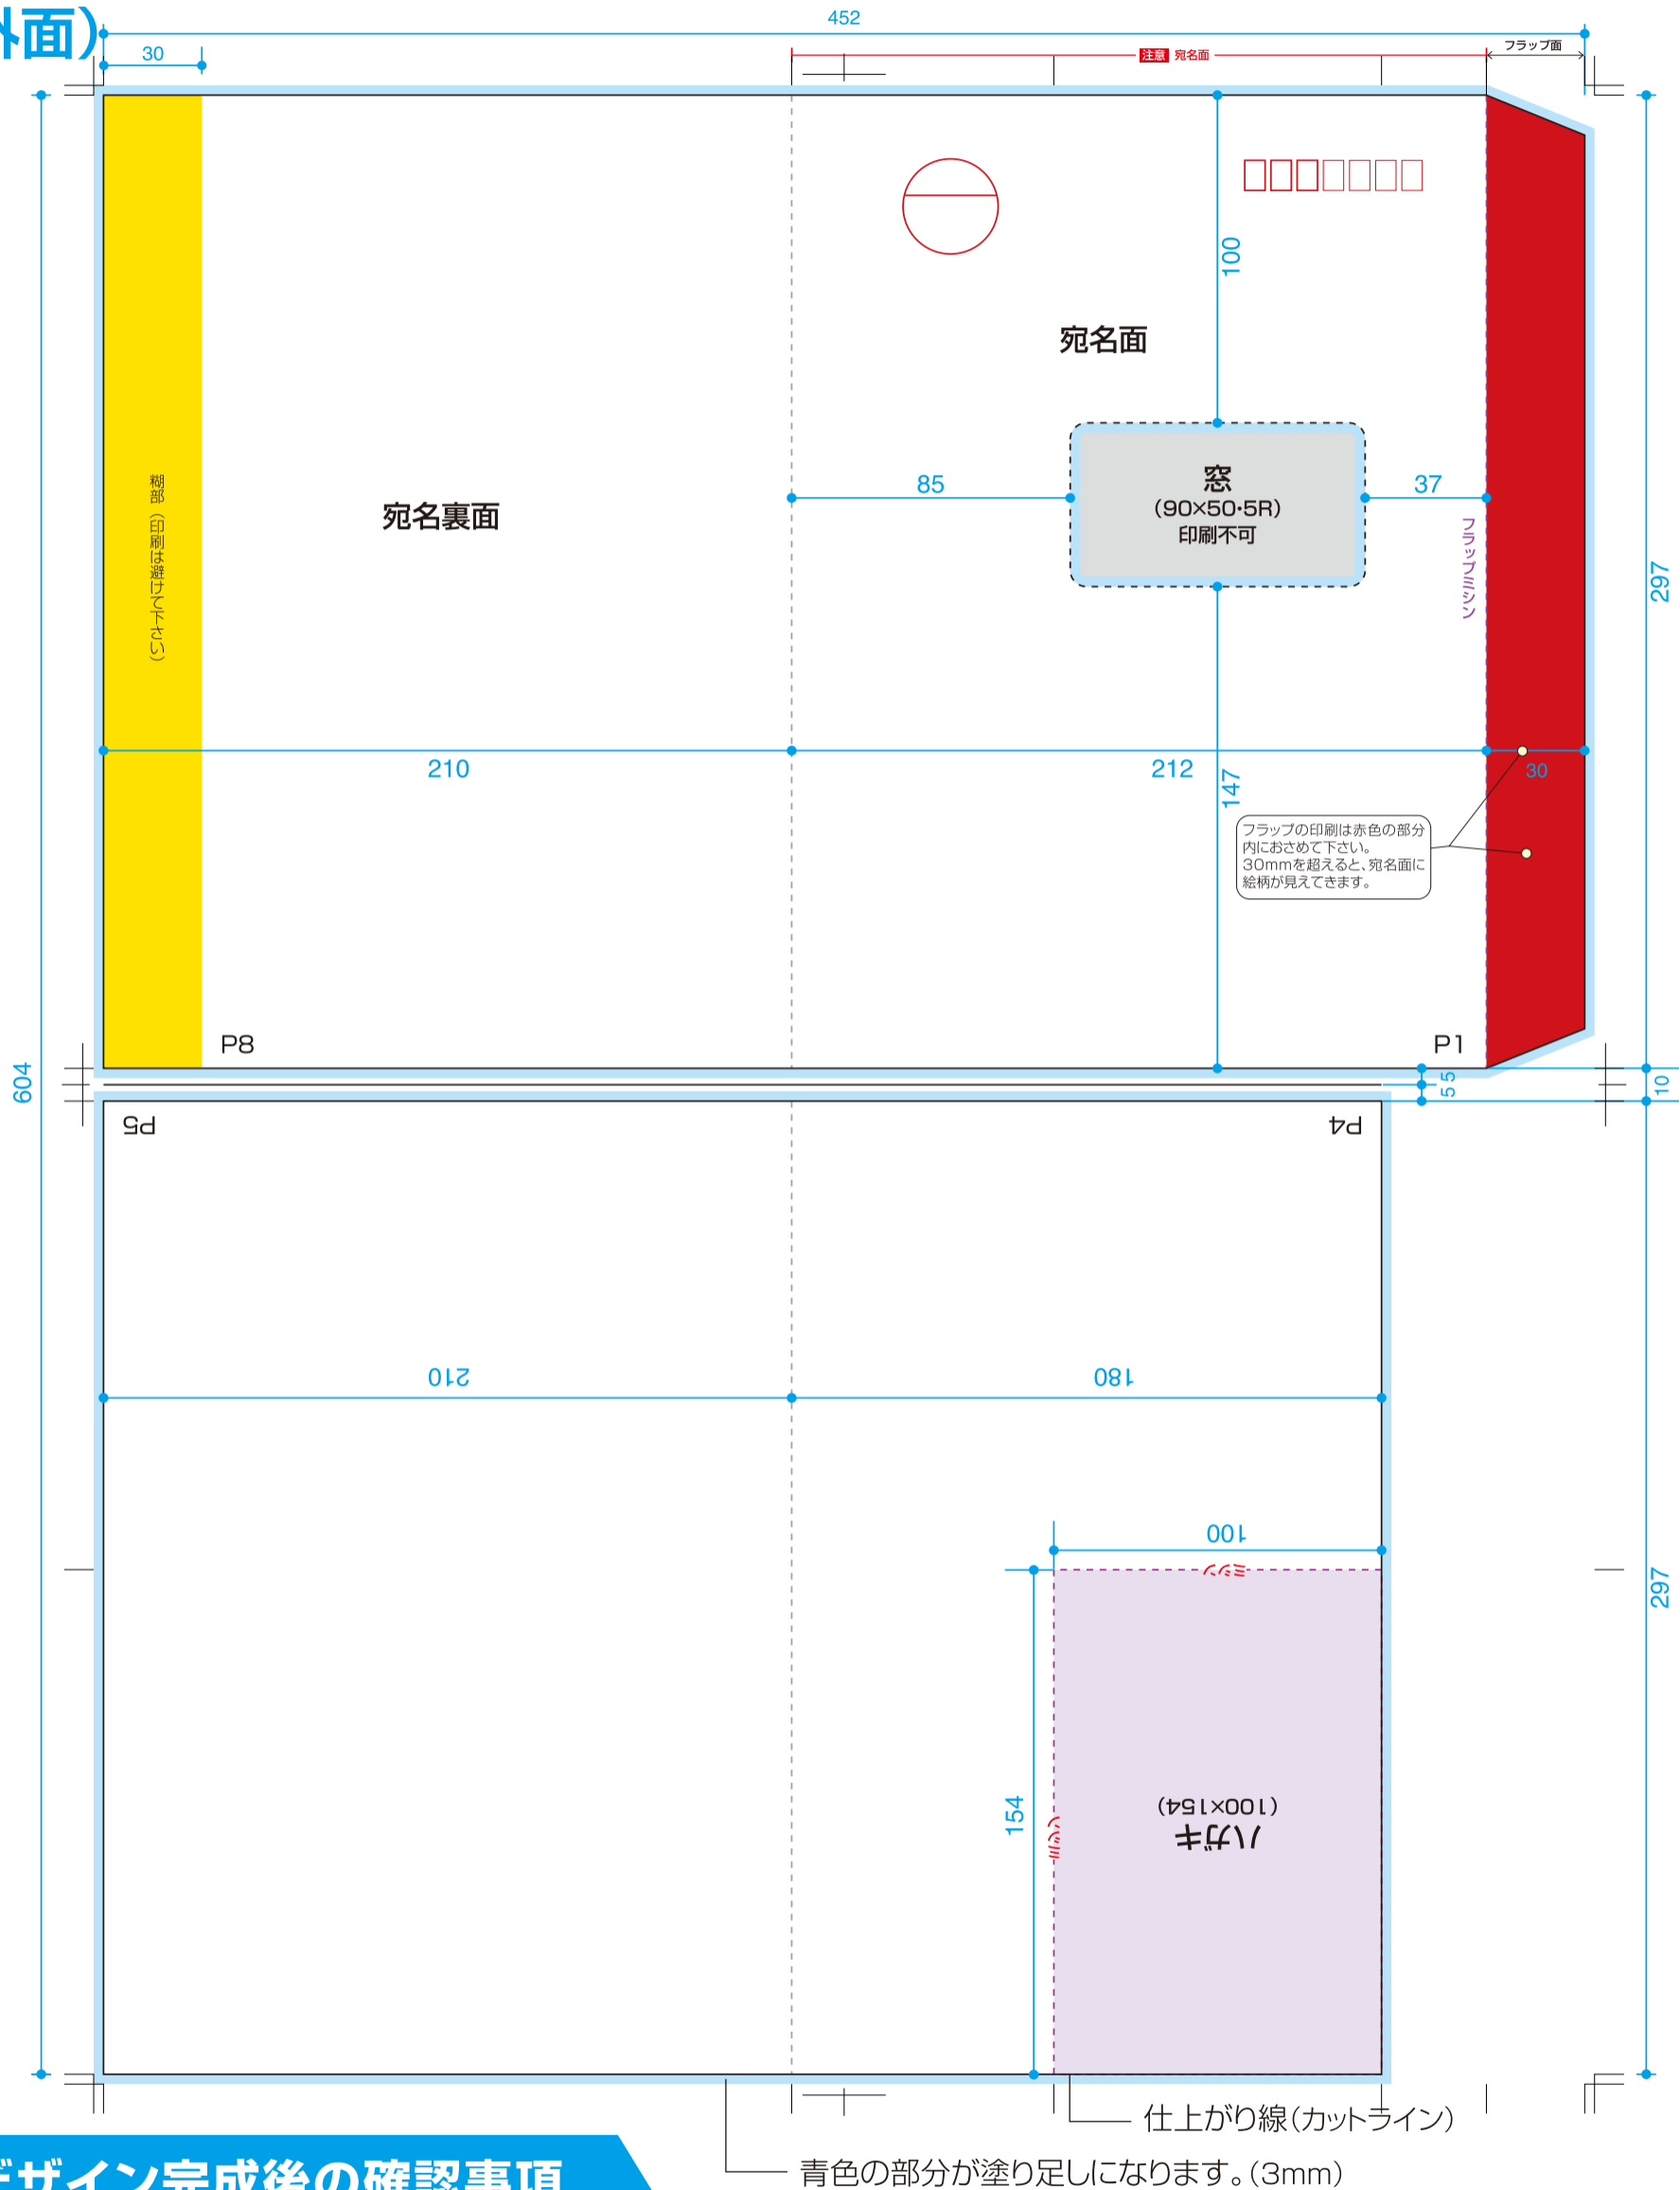 外面)
452
30
注意 宛名面
フラップ面
100
宛名面
窓
(90×50・5R)
印刷不可
85
37
フラップミシン
297
糊部(印刷は避けて下さい)
宛名裏面
210
212
30
147
フラップの印刷は赤色の部分
内におさめて下さい。
30mmを超えると、宛名面に
絵柄が見えてきます。
P8
P1
604
5
5
10
P5
P4
210
180
100
ミシン
297
154
ミシン
ハガキ
(100×154)
仕上がり線(カットライン)
青色の部分が塗り足しになります。(3mm)
デザイン完成後の確認事項